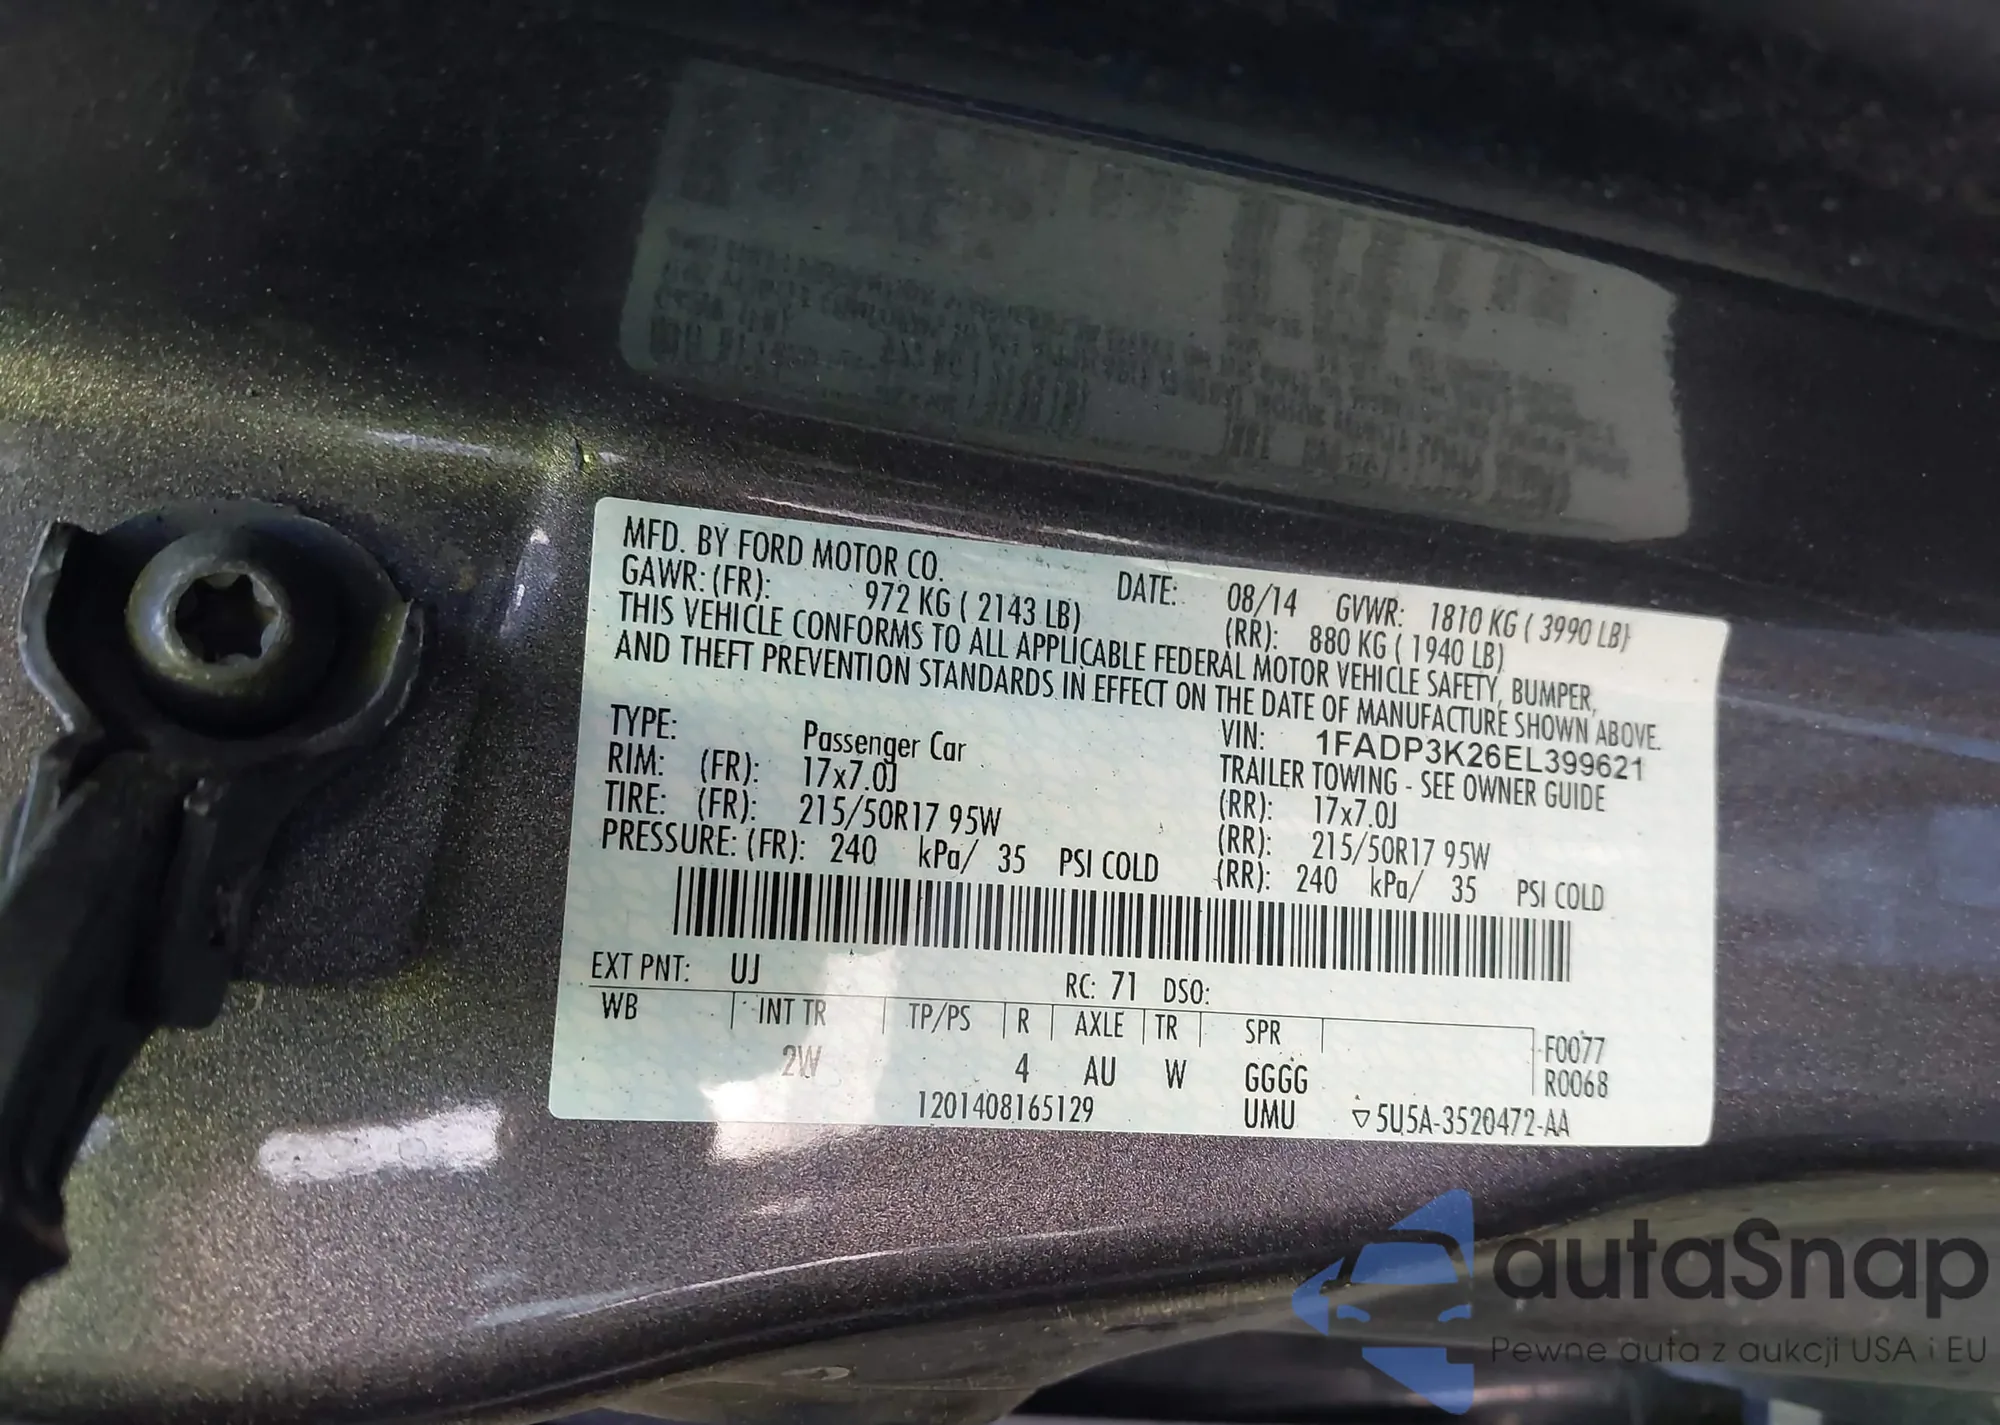 MFD. BY FORD MOTOR CO. DATE: 08/14 GVWR: 1810 KG ( 3990 LB)
GAWR: (FR): 972 KG ( 2143 LB) (RR): 880 KG ( 1940 LB)
THIS VEHICLE CONFORMS TO ALL APPLICABLE FEDERAL MOTOR VEHICLE SAFETY, BUMPER,
AND THEFT PREVENTION STANDARDS IN EFFECT ON THE DATE OF MANUFACTURE SHOWN ABOVE.
VIN: 1FADP3K26EL399621
TYPE: Passenger Car TRAILER TOWING - SEE OWNER GUIDE
RIM: (FR): 17x7.0J (RR): 17x7.0J
TIRE: (FR): 215/50R17 95W (RR): 215/50R17 95W
PRESSURE: (FR): 240 kPa/ 35 PSI COLD (RR): 240 kPa/ 35 PSI COLD
EXT PNT: UJ RC: 71 DSO:
WB INT TR TP/PS R AXLE TR SPR F0077
2W 4 AU W GGGG R0068
1201408165129 UMU ▽5U5A-3520472-AA
autaSnap
Pewne auta z aukcji USA i EU